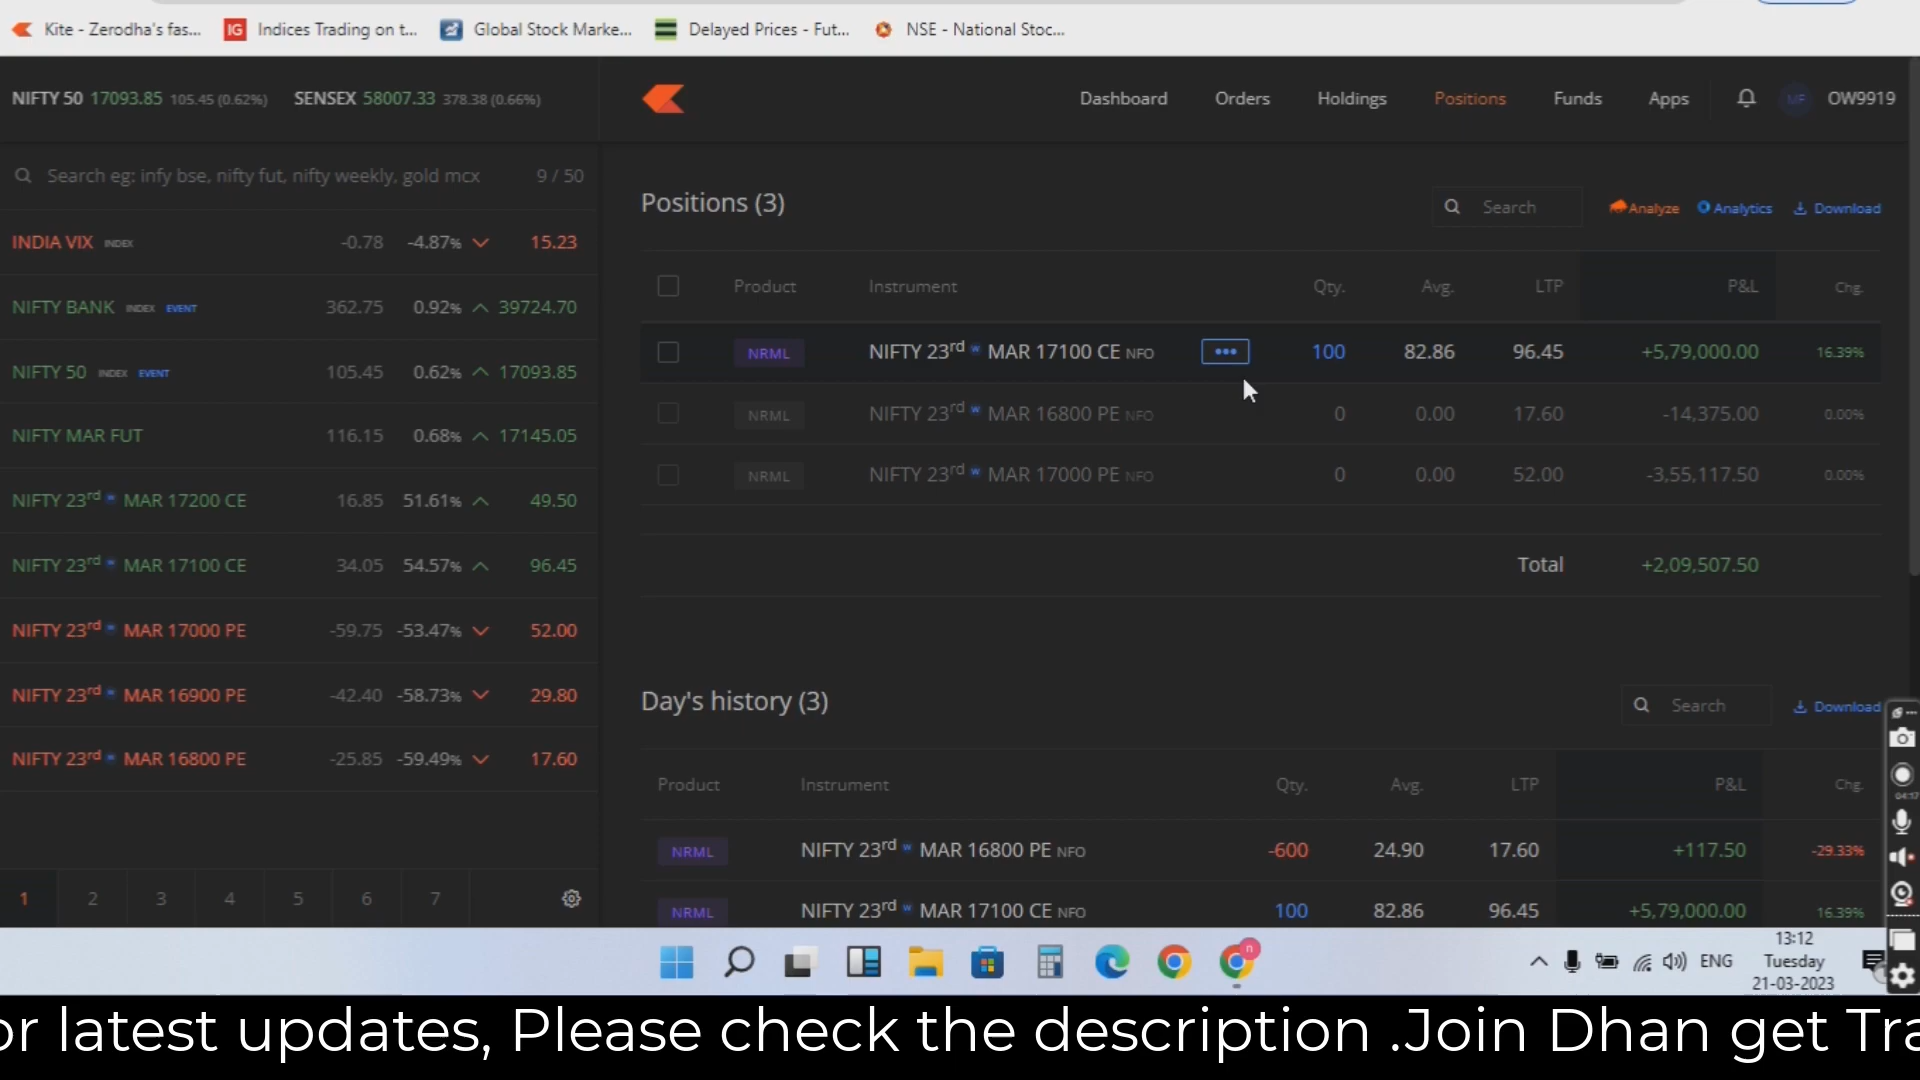 Kite - Zerodha's fas...
IG Indices Trading on t...
Global Stock Marke...
Delayed Prices - Fut...
NSE - National Stoc...
NIFTY 50 17093.85 105.45 (0.62%) SENSEX 58007.33 378.38 (0.66%)
Dashboard Orders Holdings Positions Funds Apps MF OW9919
Search eg: infy bse, nifty fut, nifty weekly, gold mcx 9 / 50
INDIA VIX INDEX -0.78 -4.87% 15.23
NIFTY BANK INDEX EVENT 362.75 0.92% 39724.70
NIFTY 50 INDEX EVENT 105.45 0.62% 17093.85
NIFTY MAR FUT 116.15 0.68% 17145.05
NIFTY 23rd w MAR 17200 CE 16.85 51.61% 49.50
NIFTY 23rd w MAR 17100 CE 34.05 54.57% 96.45
NIFTY 23rd w MAR 17000 PE -59.75 -53.47% 52.00
NIFTY 23rd w MAR 16900 PE -42.40 -58.73% 29.80
NIFTY 23rd w MAR 16800 PE -25.85 -59.49% 17.60
1 2 3 4 5 6 7
Positions (3) Search Analyze Analytics Download
Product Instrument Qty. Avg. LTP P&L Chg.
NRML NIFTY 23rd w MAR 17100 CE NFO ••• 100 82.86 96.45 +5,79,000.00 16.39%
NRML NIFTY 23rd w MAR 16800 PE NFO 0 0.00 17.60 -14,375.00 0.00%
NRML NIFTY 23rd w MAR 17000 PE NFO 0 0.00 52.00 -3,55,117.50 0.00%
Total +2,09,507.50
Day's history (3) Search Download
Product Instrument Qty. Avg. LTP P&L Chg.
NRML NIFTY 23rd w MAR 16800 PE NFO -600 24.90 17.60 +117.50 -29.33%
NRML NIFTY 23rd w MAR 17100 CE NFO 100 82.86 96.45 +5,79,000.00 16.39%
04:17
n
ENG
13:12
Tuesday
21-03-2023
or latest updates, Please check the description .Join Dhan get Tra